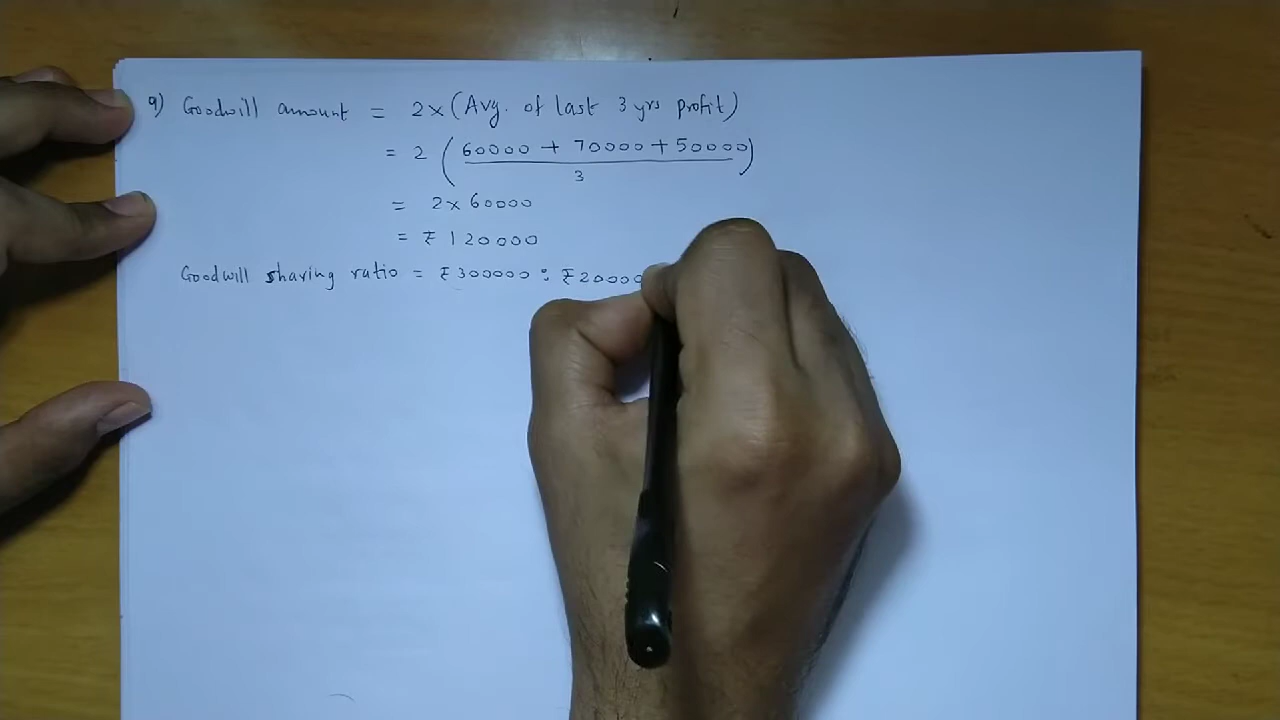 9) Goodwill amount = 2×(Avg. of last 3 yrs profit)
= 2 (60000 + 70000 + 50000)
3
= 2×60000
= ₹120000
Goodwill sharing ratio = ₹300000 : ₹20000